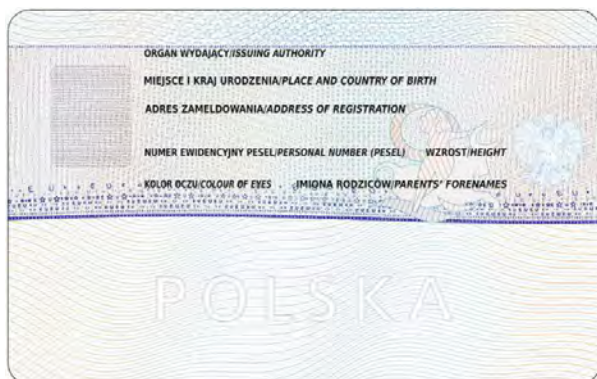 ORGAN WYDAJĄCY/ISSUING AUTHORITY
MIEJSCE I KRAJ URODZENIA/PLACE AND COUNTRY OF BIRTH
ADRES ZAMELDOWANIA/ADDRESS OF REGISTRATION
NUMER EWIDENCYJNY PESEL/PERSONAL NUMBER (PESEL) WZROST/HEIGHT
KOLOR OCZU/COLOUR OF EYES IMIONA RODZICÓW/PARENTS' FORENAMES
POLSKA